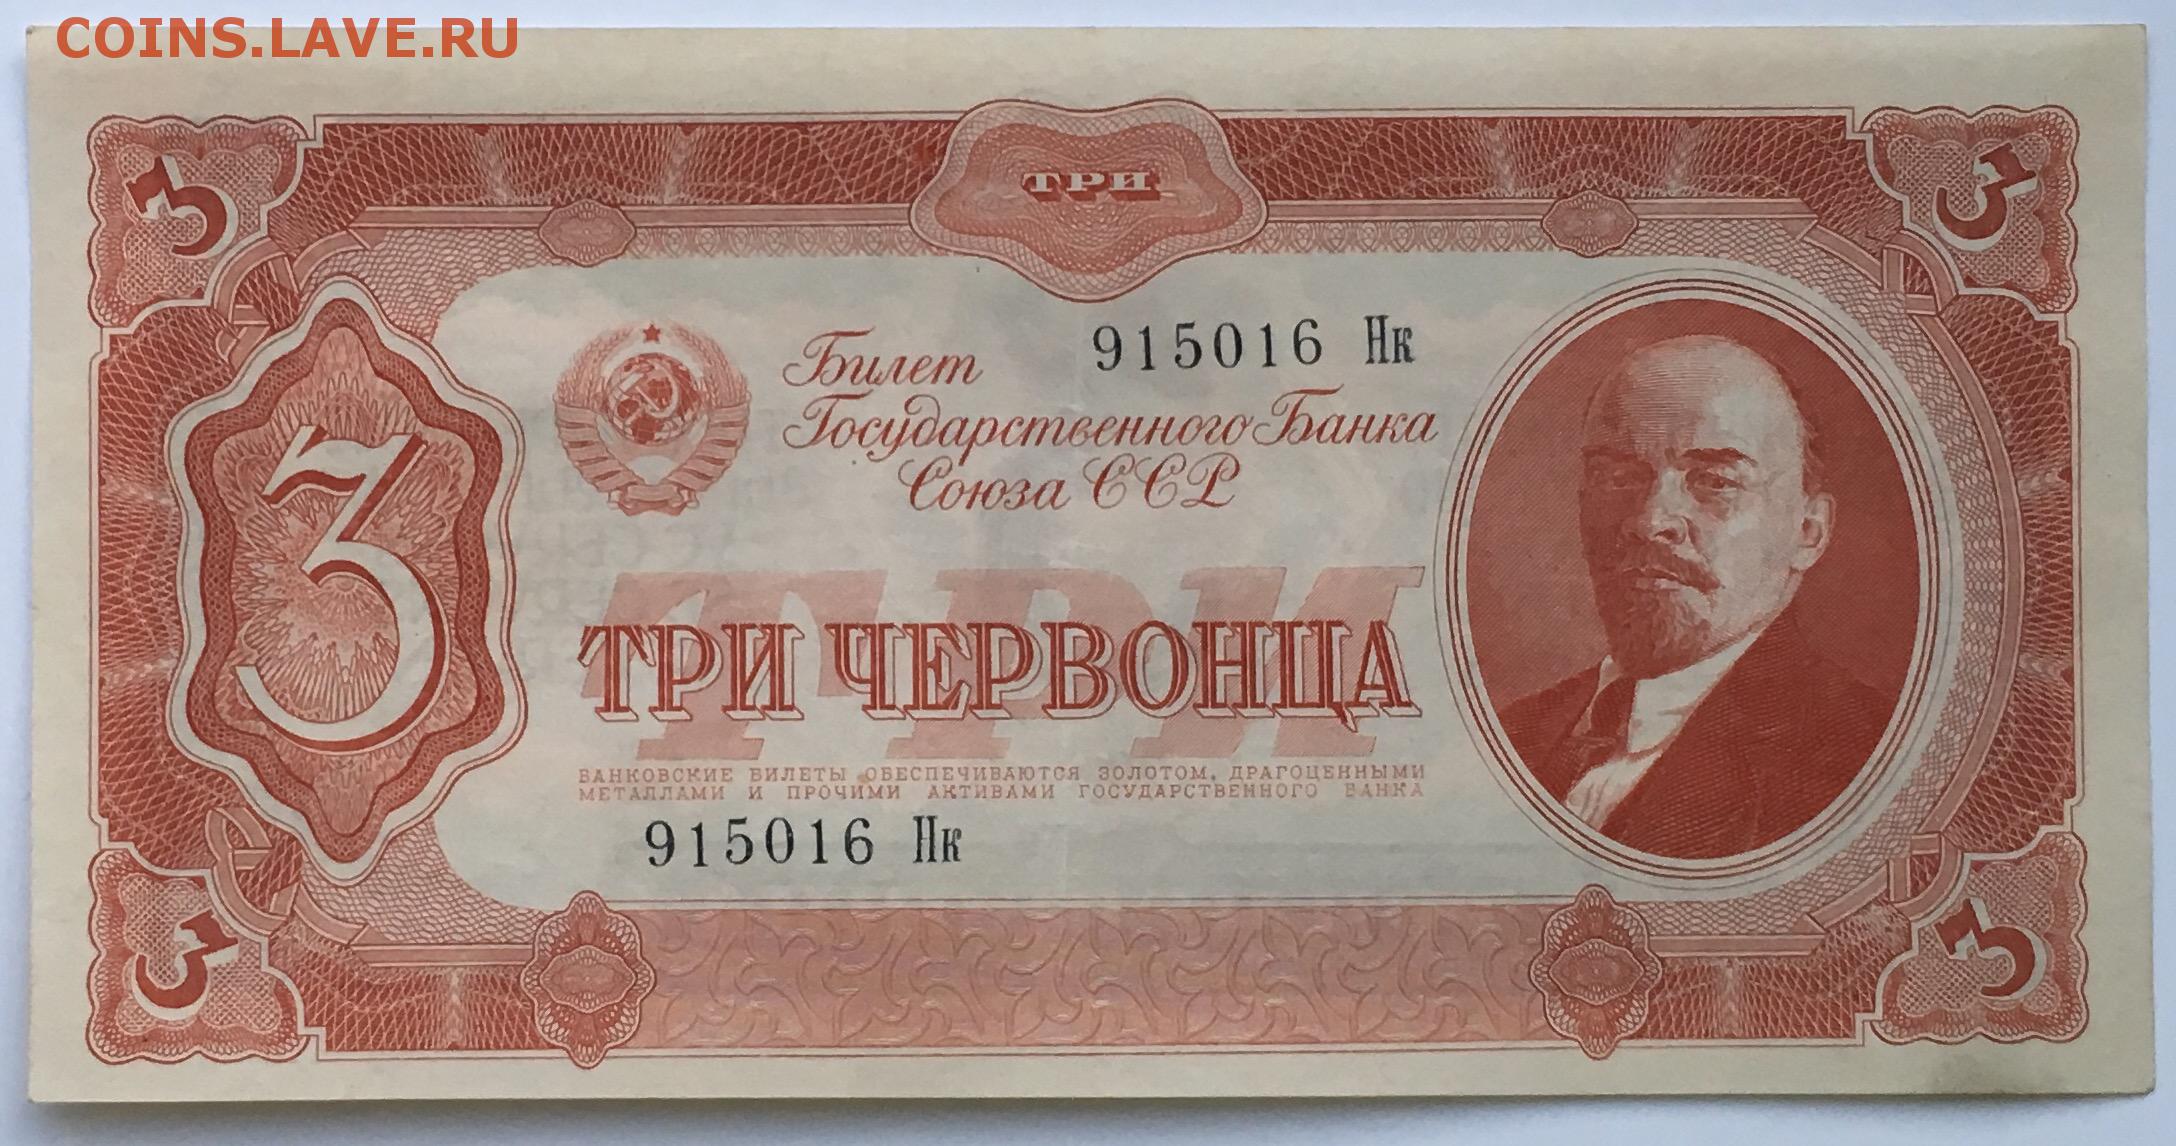 COINS.LAVE.RU
ТРИ
3
3
Билет
915016 Нк
Государственного Банка
Союза ССР
3
ТРИ
ТРИ ЧЕРВОНЦА
БАНКОВСКИЕ БИЛЕТЫ ОБЕСПЕЧИВАЮТСЯ ЗОЛОТОМ, ДРАГОЦЕННЫМИ
МЕТАЛЛАМИ И ПРОЧИМИ АКТИВАМИ ГОСУДАРСТВЕННОГО БАНКА
915016 Нк
3
3